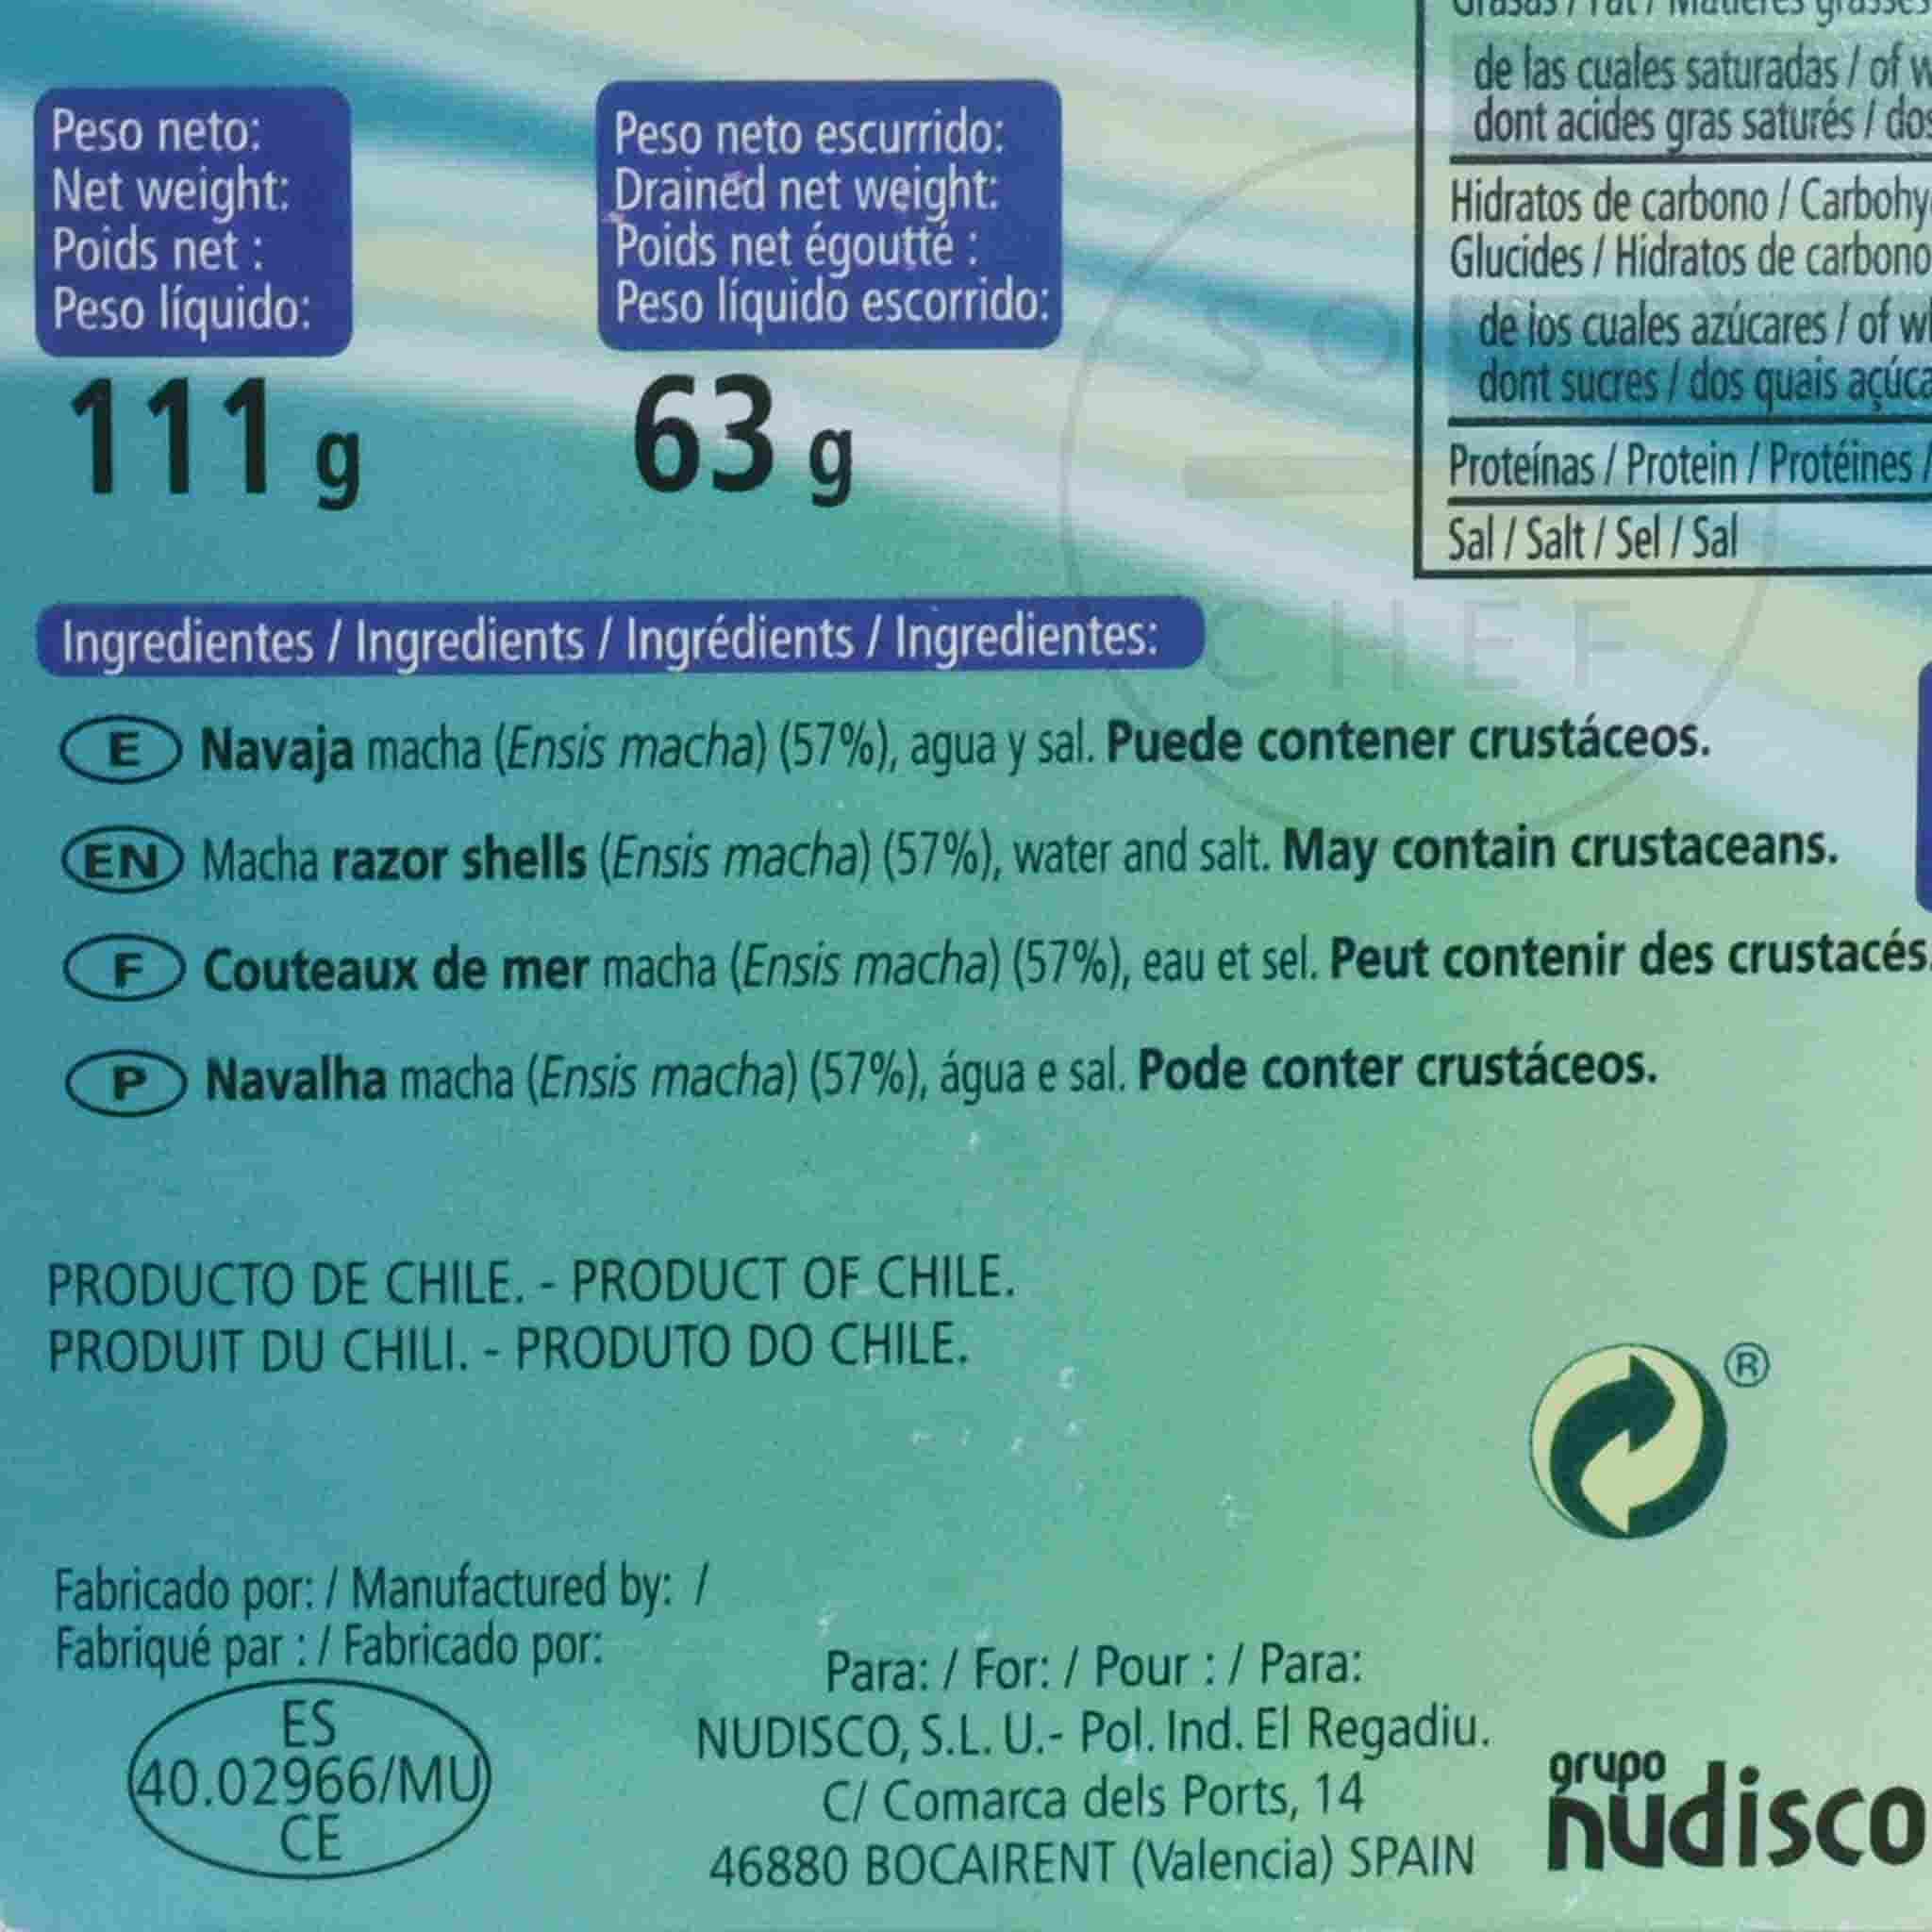 Peso neto:
Net weight:
Poids net :
Peso líquido:
111 g
Peso neto escurrido:
Drained net weight:
Poids net égoutté :
Peso líquido escorrido:
63 g
Grasas / Fat / Matières grasses
de las cuales saturadas / of
dont acides gras saturés /
Hidratos de carbono /
Glucides / Hidratos de carbono
de los cuales azúcares / of
dont sucres / dos quais
Proteínas / Protein / Protéines /
Sal / Salt / Sel / Sal
CHEF
Ingredientes / Ingredients / Ingrédients / Ingredientes:
E Navaja macha (Ensis macha) (57%), agua y sal. Puede contener crustáceos.
EN Macha razor shells (Ensis macha) (57%), water and salt. May contain crustaceans.
F Couteaux de mer macha (Ensis macha) (57%), eau et sel. Peut contenir des crustacés.
P Navalha macha (Ensis macha) (57%), água e sal. Pode conter crustáceos.
PRODUCTO DE CHILE. - PRODUCT OF CHILE.
PRODUIT DU CHILI. - PRODUTO DO CHILE.
®
Fabricado por: / Manufactured by: /
Fabriqué par : / Fabricado por:
ES
40.02966/MU
CE
Para: / For: / Pour : / Para:
NUDISCO, S.L. U.- Pol. Ind. El Regadiu.
C/ Comarca dels Ports, 14
46880 BOCAIRENT (Valencia) SPAIN
grupo
nudisco